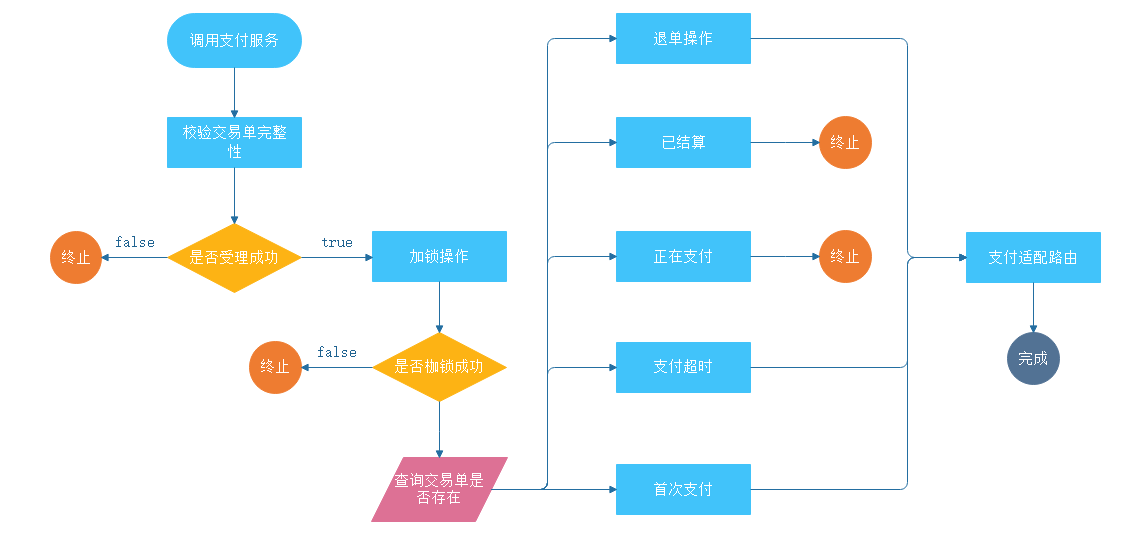 调用支付服务
校验交易单完整
性
终止
false
是否受理成功
true
加锁操作
终止
false
是否枷锁成功
查询交易单是
否存在
退单操作
已结算
终止
正在支付
终止
支付超时
首次支付
支付适配路由
完成